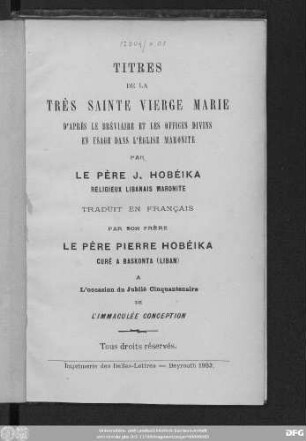 TITRES
DE LA
TRÈS SAINTE VIERGE MARIE
D'APRÈS LE BRÉVIAIRE ET LES OFFICES DIVINS
EN USAGE DANS L'ÉGLISE MARONITE
PAR
LE PÈRE J. HOBÉIKA
RELIGIEUX LIBANAIS MARONITE
TRADUIT EN FRANÇAIS
PAR SON FRÈRE
LE PÈRE PIERRE HOBÉIKA
CURÉ A BASKONTA (LIBAN)
A
L'occasion du Jubilé Cinquantenaire
DE
L'IMMACULÉE CONCEPTION
Tous droits réservés.
Imprimerie des Belles-Lettres — Beyrouth
DFG